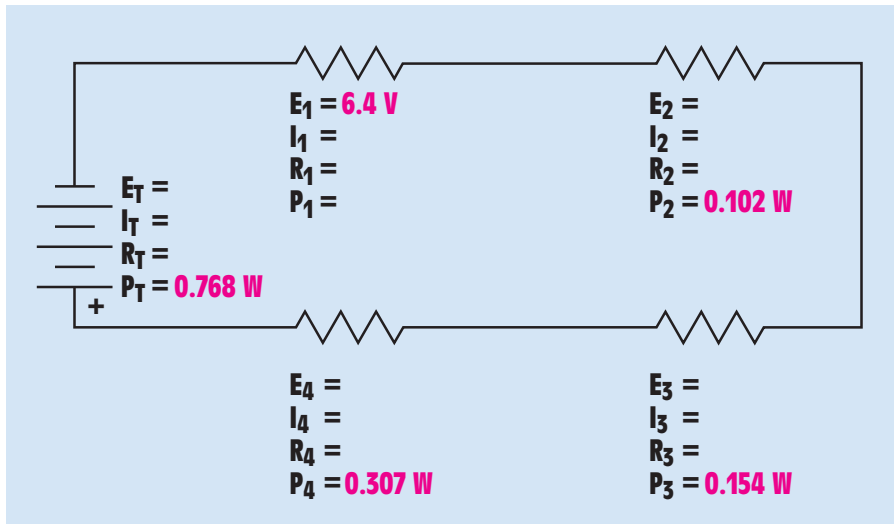 E1 = 6.4 V
I1 =
R1 =
P1 =
E2 =
I2 =
R2 =
P2 = 0.102 W
ET =
IT =
RT =
PT = 0.768 W
+
E4 =
I4 =
R4 =
P4 = 0.307 W
E3 =
I3 =
R3 =
P3 = 0.154 W